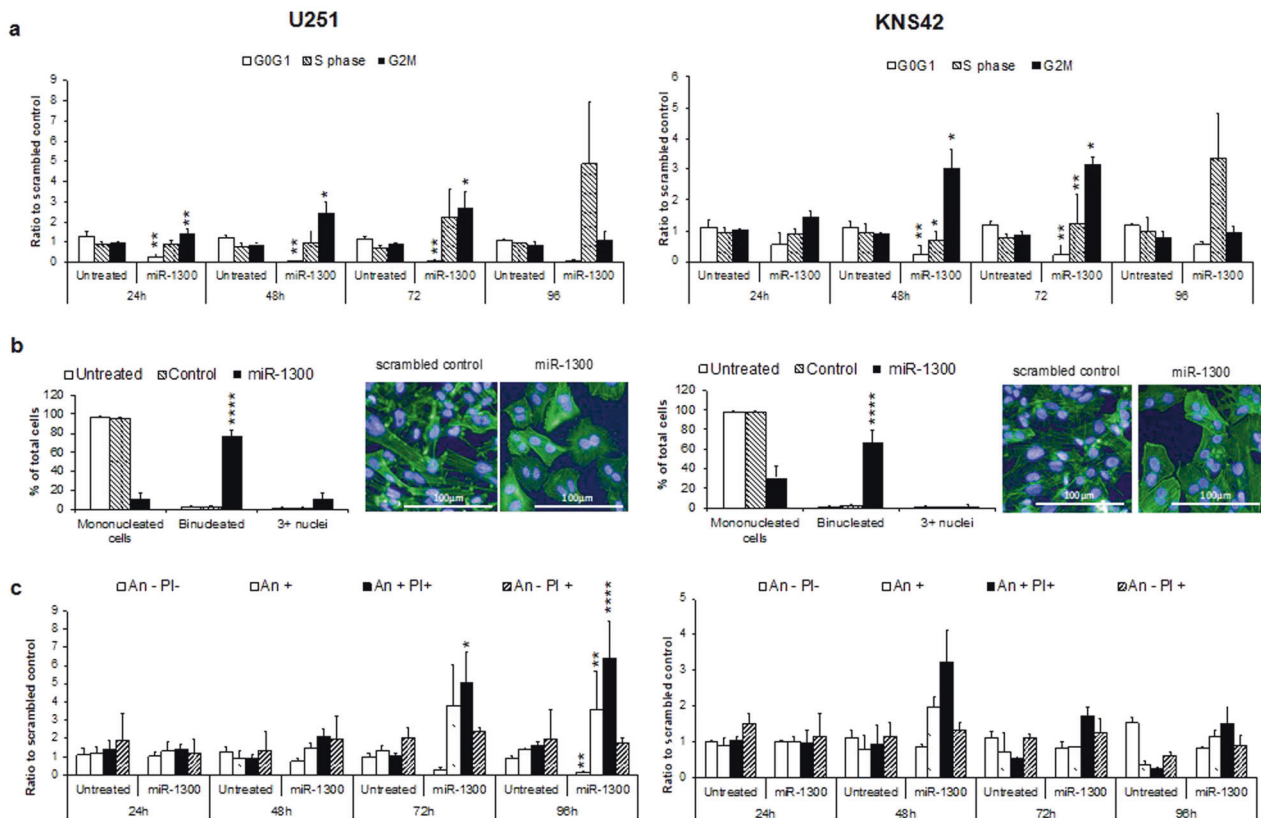 U251
KNS42
a
G0G1 S phase G2M
Ratio to scrambled control
9
8
7
6
5
4
3
2
1
0
** ** ** * ** *
Untreated miR-1300 Untreated miR-1300 Untreated miR-1300 Untreated miR-1300
24h 48h 72 96
G0G1 S phase G2M
Ratio to scrambled control
6
5
4
3
2
1
0
** * * ** ** *
Untreated miR-1300 Untreated miR-1300 Untreated miR-1300 Untreated miR-1300
24h 48h 72 96
b
Untreated Control miR-1300
% of total cells
120
100
80
60
40
20
0
****
Mononucleated
cells
Binucleated
3+ nuclei
scrambled control
miR-1300
100µm
100µm
Untreated Control miR-1300
% of total cells
120
100
80
60
40
20
0
****
Mononucleated
cells
Binucleated
3+ nuclei
scrambled control
miR-1300
100µm
100µm
c
An - PI- An + An + PI+ An - PI +
Ratio to scrambled control
9
8
7
6
5
4
3
2
1
0
* ** ** ****
Untreated miR-1300 Untreated miR-1300 Untreated miR-1300 Untreated miR-1300
24h 48h 72h 96h
An - PI- An + An + PI+ An - PI +
Ratio to scrambled control
5
4
3
2
1
0
Untreated miR-1300 Untreated miR-1300 Untreated miR-1300 Untreated miR-1300
24h 48h 72h 96h